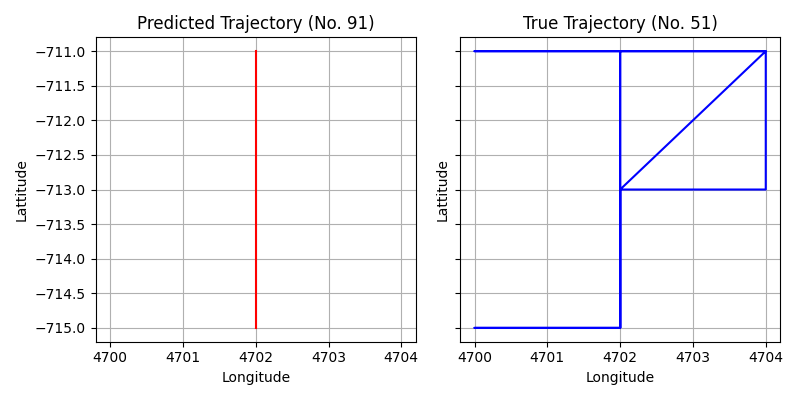 Predicted Trajectory (No. 91)
True Trajectory (No. 51)
Lattitude
−711.0
−711.5
−712.0
−712.5
−713.0
−713.5
−714.0
−714.5
−715.0
4700 4701 4702 4703 4704
Longitude
Lattitude
4700 4701 4702 4703 4704
Longitude